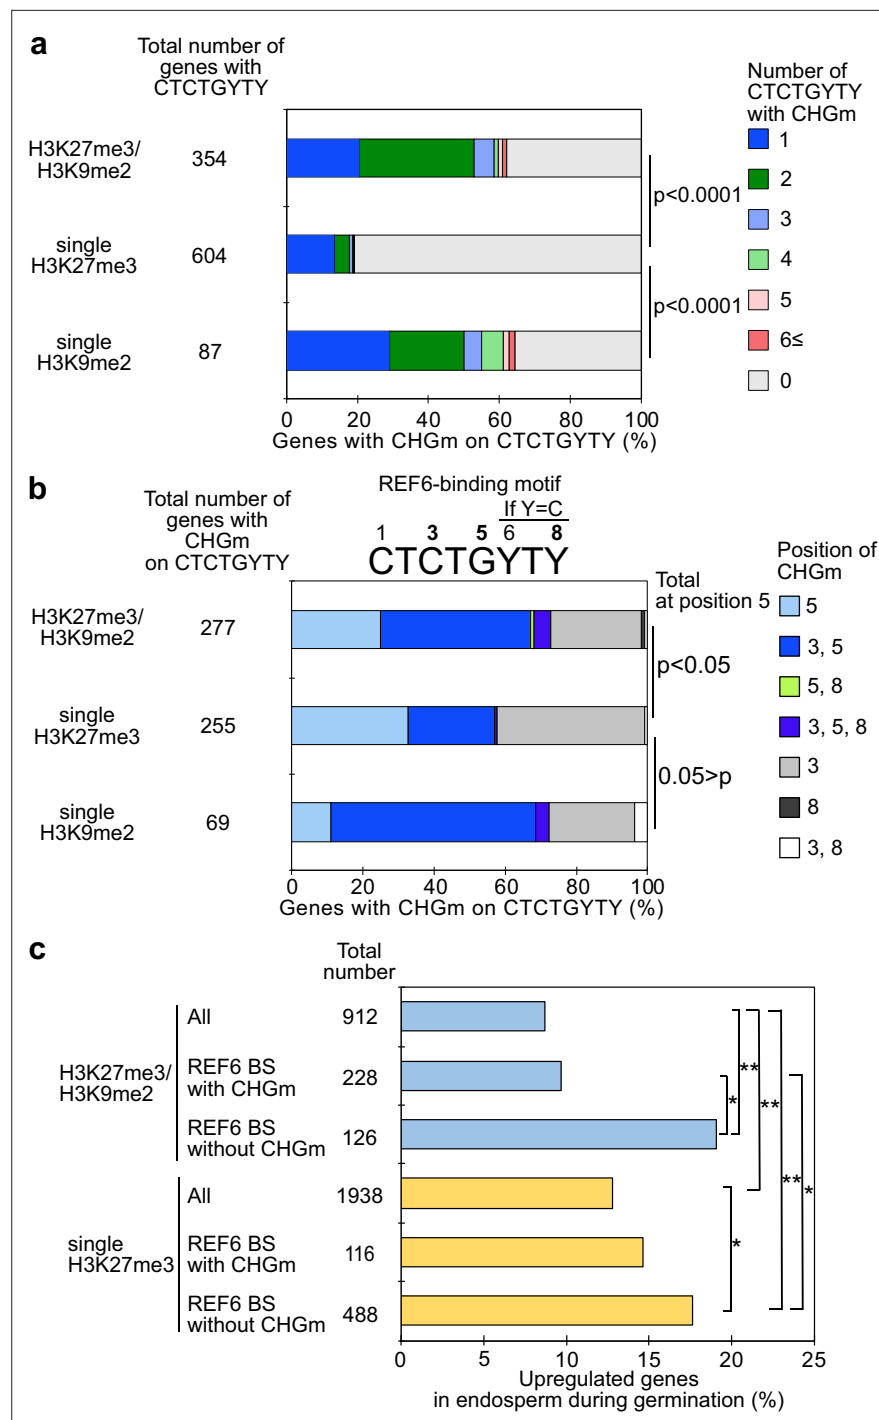 a
Total number of
genes with
CTCTGYTY
H3K27me3/
H3K9me2
354
single
H3K27me3
604
single
H3K9me2
87
p<0.0001
p<0.0001
0 20 40 60 80 100
Genes with CHGm on CTCTGYTY (%)
Number of
CTCTGYTY
with CHGm
1
2
3
4
5
6≤
0
b
Total number of
genes with
CHGm
on CTCTGYTY
REF6-binding motif
If Y=C
1 3 5 6 8
CTCTGYTY
Total
at position 5
H3K27me3/
H3K9me2
277
single
H3K27me3
255
single
H3K9me2
69
p<0.05
0.05>p
0 20 40 60 80 100
Genes with CHGm on CTCTGYTY (%)
Position of
CHGm
5
3, 5
5, 8
3, 5, 8
3
8
3, 8
c
Total
number
H3K27me3/
H3K9me2
All 912
REF6 BS
with CHGm
228
REF6 BS
without CHGm
126
single
H3K27me3
All 1938
REF6 BS
with CHGm
116
REF6 BS
without CHGm
488
*
**
**
**
*
*
0 5 10 15 20 25
Upregulated genes
in endosperm during germination (%)